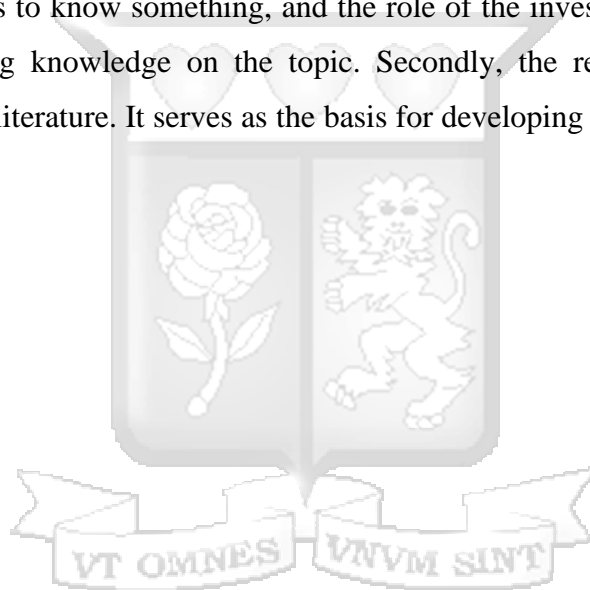 s to know something, and the role of the inves
g knowledge on the topic. Secondly, the re
literature. It serves as the basis for developing
VT OMNES VNVM SINT